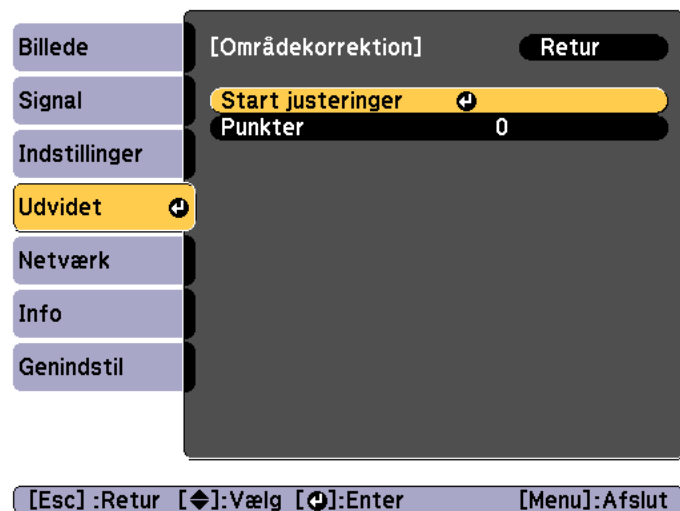 Billede
Signal
Indstillinger
Udvidet
Netværk
Info
Genindstil
[Områdekorrektion] Retur
Start justeringer
Punkter 0
[Esc] :Retur [◆]:Vælg [⏎]:Enter [Menu]:Afslut